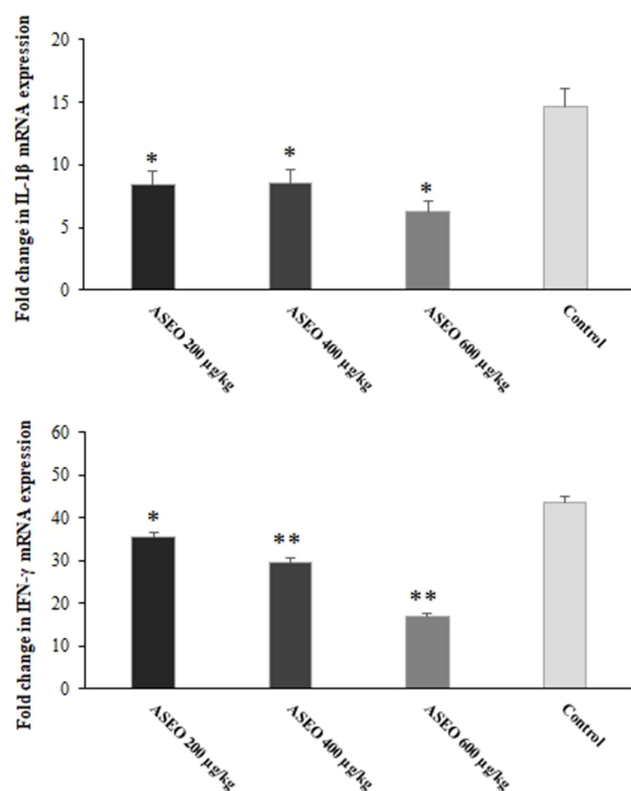 Fold change in IL-1β mRNA expression
20
15
10
5
0
*
*
*
ASEO 200 µg/kg
ASEO 400 µg/kg
ASEO 600 µg/kg
Control
Fold change in IFN-γ mRNA expression
60
50
40
30
20
10
0
*
**
**
ASEO 200 µg/kg
ASEO 400 µg/kg
ASEO 600 µg/kg
Control